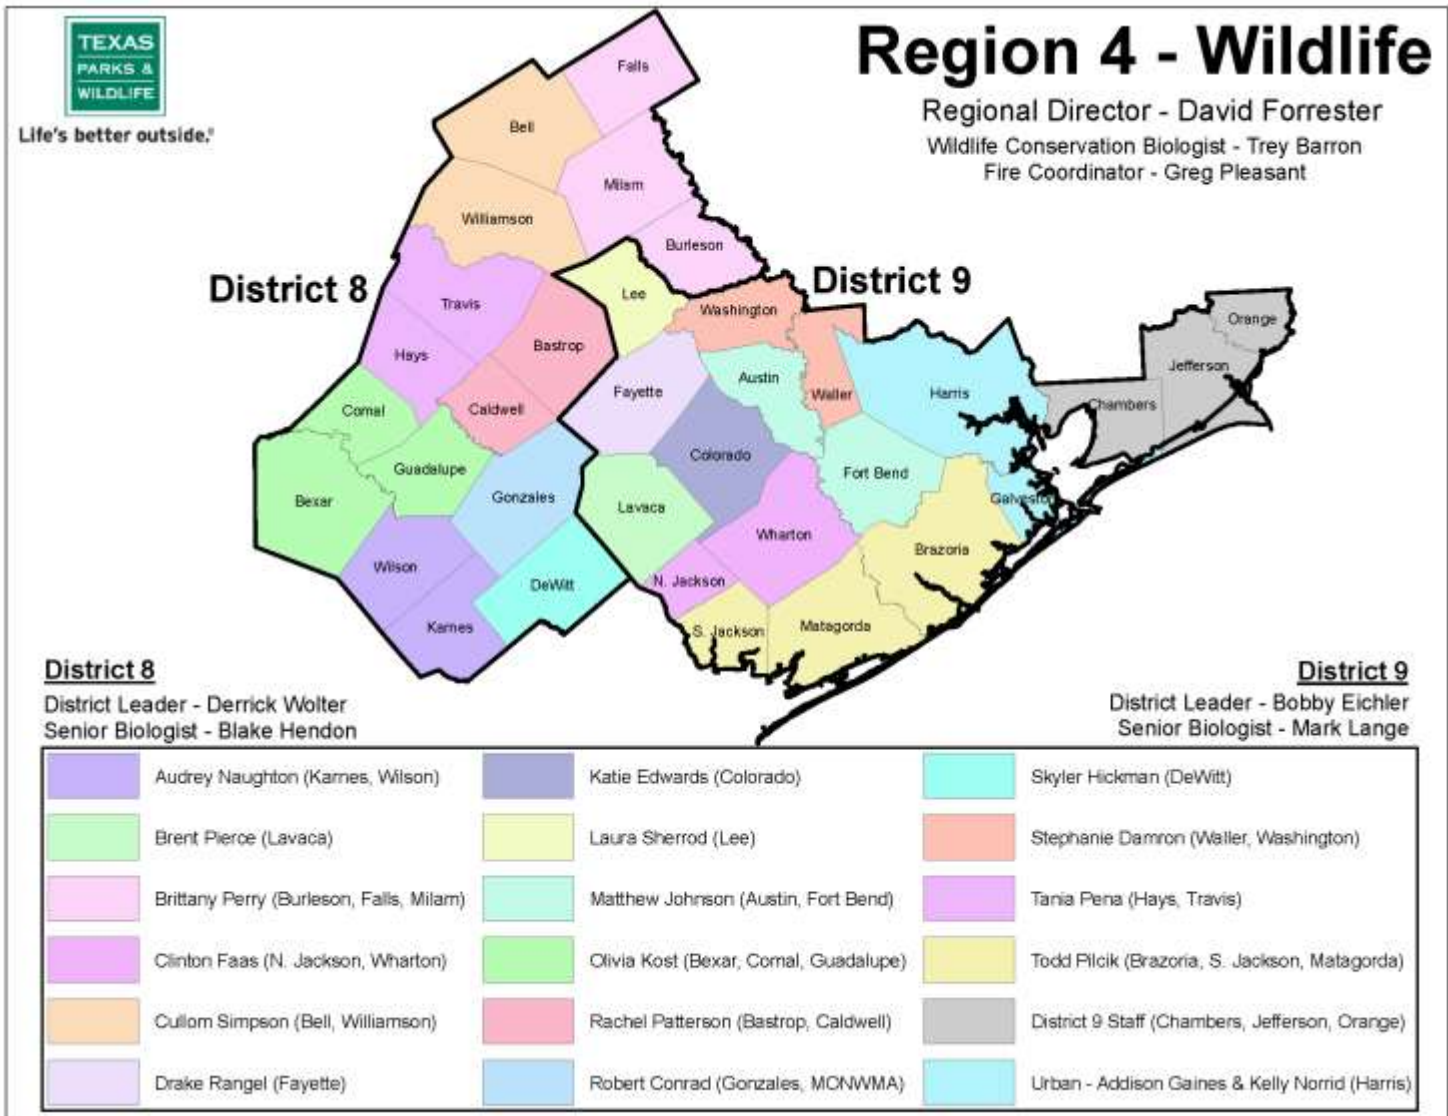 TEXAS
PARKS &
WILDLIFE
Life's better outside.®
Region 4 - Wildlife
Regional Director - David Forrester
Wildlife Conservation Biologist - Trey Barron
Fire Coordinator - Greg Pleasant
Falls
Bell
Milam
Williamson
Burleson
District 8
District 9
Lee
Travis
Washington
Orange
Bastrop
Hays
Jefferson
Austin
Fayette
Waller
Harris
Chambers
Comal
Caldwell
Colorado
Guadalupe
Fort Bend
Bexar
Gonzales
Galveston
Lavaca
Wharton
Brazoria
Wilson
N. Jackson
DeWitt
Karnes
S. Jackson
Matagorda
District 8
District Leader - Derrick Wolter
Senior Biologist - Blake Hendon
District 9
District Leader - Bobby Eichler
Senior Biologist - Mark Lange
Audrey Naughton (Karnes, Wilson)
Brent Pierce (Lavaca)
Brittany Perry (Burleson, Falls, Milam)
Clinton Faas (N. Jackson, Wharton)
Cullom Simpson (Bell, Williamson)
Drake Rangel (Fayette)
Katie Edwards (Colorado)
Laura Sherrod (Lee)
Matthew Johnson (Austin, Fort Bend)
Olivia Kost (Bexar, Comal, Guadalupe)
Rachel Patterson (Bastrop, Caldwell)
Robert Conrad (Gonzales, MONWMA)
Skyler Hickman (DeWitt)
Stephanie Damron (Waller, Washington)
Tania Pena (Hays, Travis)
Todd Pilcik (Brazoria, S. Jackson, Matagorda)
District 9 Staff (Chambers, Jefferson, Orange)
Urban - Addison Gaines & Kelly Norrid (Harris)